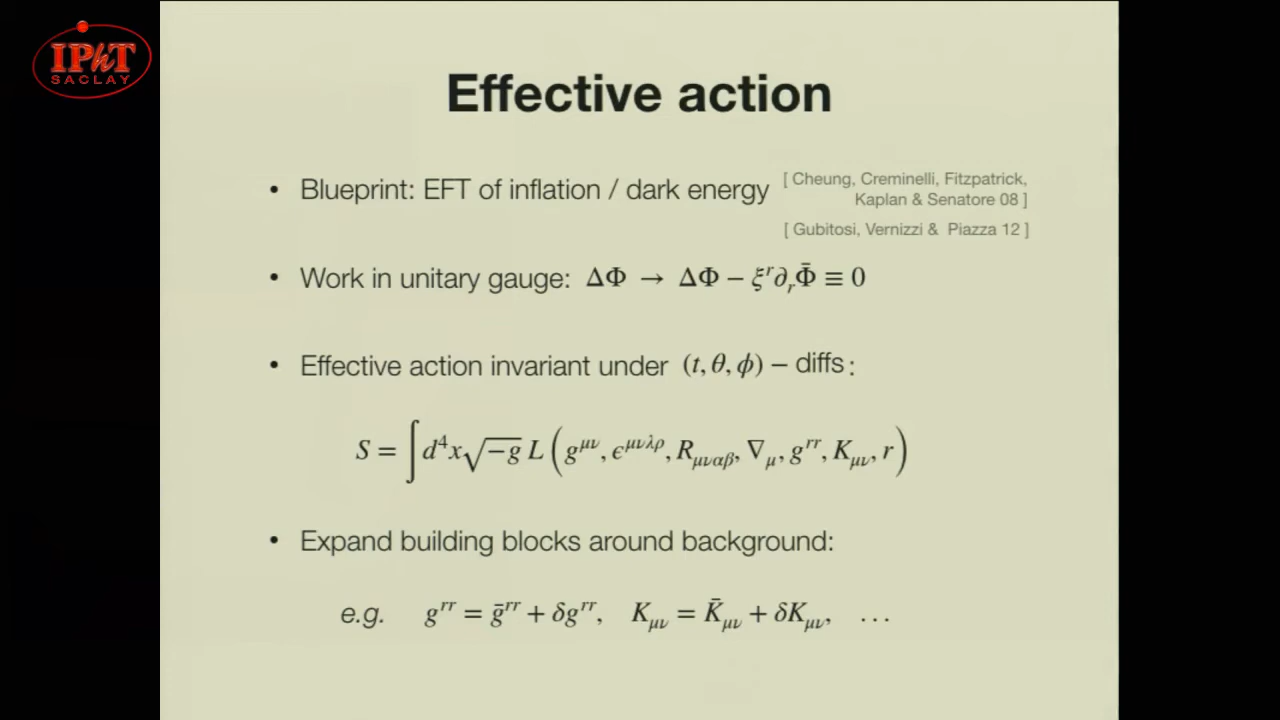 IPhT
SACLAY
Effective action
• Blueprint: EFT of inflation / dark energy [ Cheung, Creminelli, Fitzpatrick,
Kaplan & Senatore 08 ]
[ Gubitosi, Vernizzi & Piazza 12 ]
• Work in unitary gauge: ΔΦ → ΔΦ − ξ^r ∂_r Φ̄ ≡ 0
• Effective action invariant under (t, θ, ϕ) − diffs :
S = ∫ d⁴x √−g L ( g^{μν}, ϵ^{μνλρ}, R_{μναβ}, ∇_μ, g^{rr}, K_{μν}, r )
• Expand building blocks around background:
e.g. g^{rr} = ḡ^{rr} + δg^{rr}, K_{μν} = K̄_{μν} + δK_{μν}, …